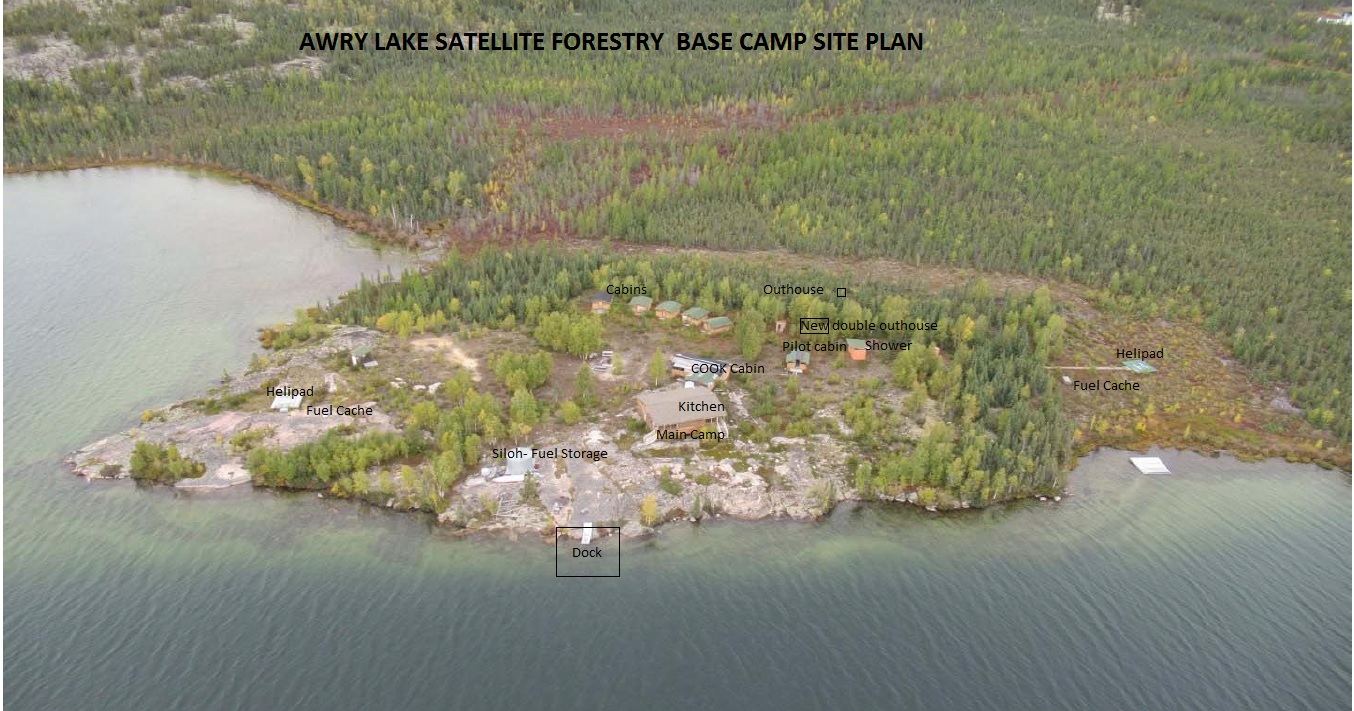 AWRY LAKE SATELLITE FORESTRY  BASE CAMP SITE PLAN
Cabins
Outhouse
New double outhouse
Pilot cabin
Shower
Helipad
COOK Cabin
Fuel Cache
Helipad
Fuel Cache
Kitchen
Main Camp
Siloh- Fuel Storage
Dock